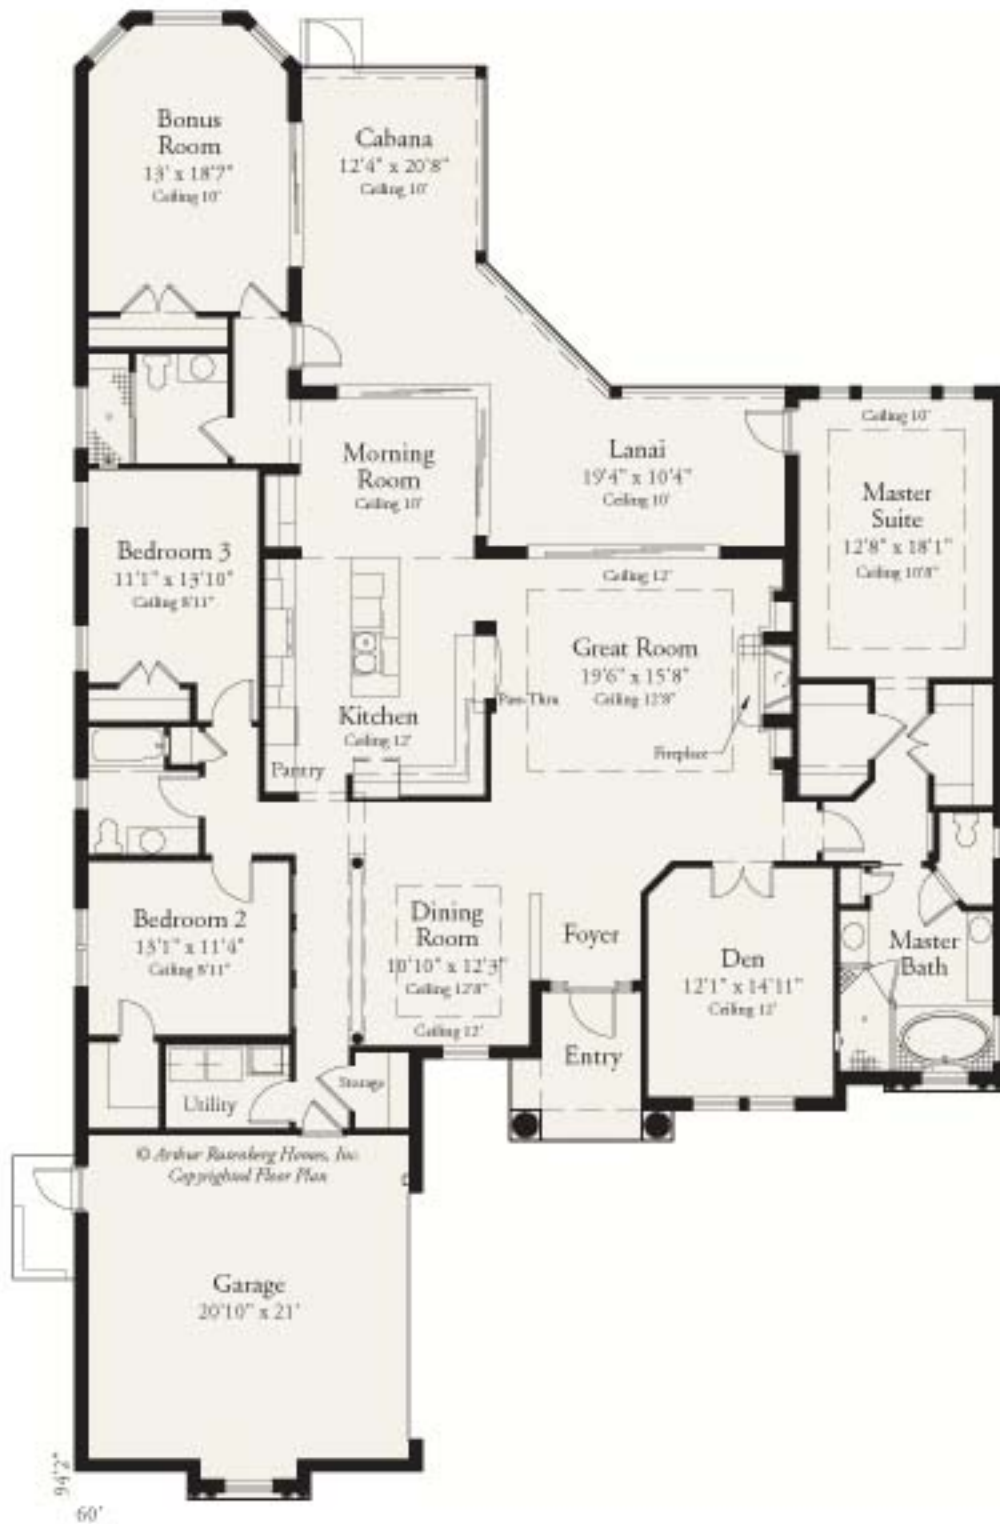 Bonus
Room
13' x 18'7"
Ceiling 10'
Cabana
12'4" x 20'8"
Ceiling 10'
Morning
Room
Ceiling 10'
Lanai
19'4" x 10'4"
Ceiling 10'
Ceiling 10'
Master
Suite
12'8" x 18'1"
Ceiling 10'8"
Bedroom 3
11'1" x 13'10"
Ceiling 8'11"
Ceiling 12'
Great Room
19'6" x 15'8"
Ceiling 12'8"
Pass-Thru
Fireplace
Kitchen
Ceiling 12'
Pantry
Bedroom 2
13'1" x 11'4"
Ceiling 8'11"
Dining
Room
10'10" x 12'3"
Ceiling 12'8"
Ceiling 12'
Foyer
Den
12'1" x 14'11"
Ceiling 12'
Master
Bath
Entry
Storage
Utility
© Arthur Rutenberg Homes, Inc.
Copyrighted Floor Plan
Garage
20'10" x 21'
94'2"
60'